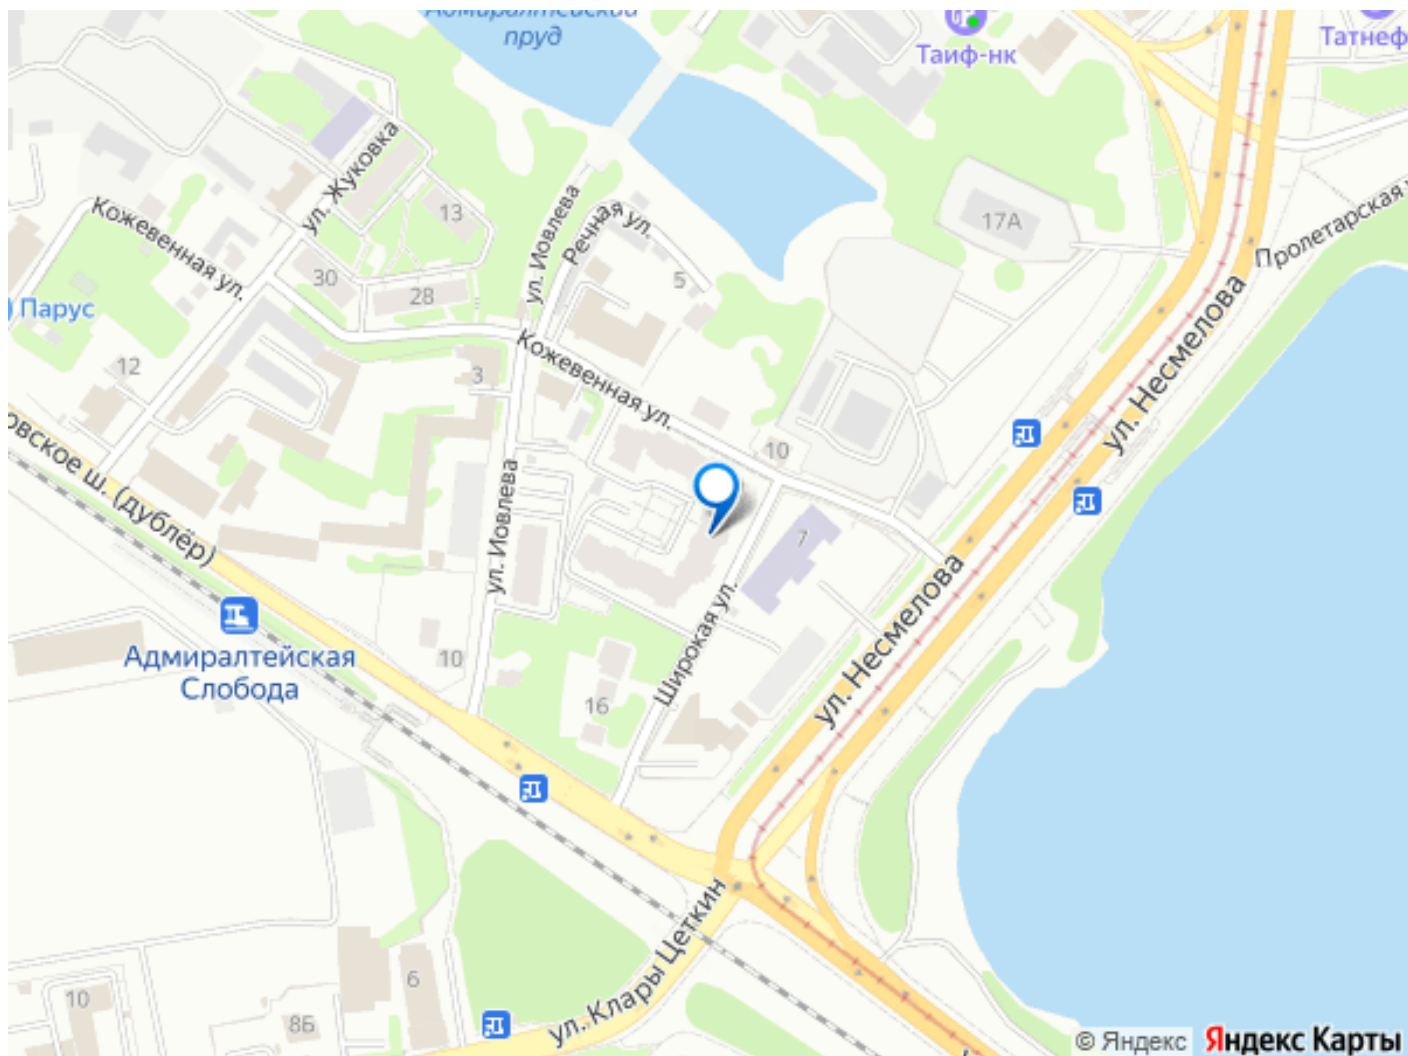 Адмиралтейский
пруд
Таиф-нк
Татнеф
ул. Жуковка
13
17А
Кожевенная ул.
ул. Иовлева
Речная ул.
Пролетарская
5
30
28
Парус
ул. Несмелова
Кожевенная ул.
12
3
10
овское ш. (дублёр)
ул. Иовлева
7
ул. Несмелова
Широкая ул.
Адмиралтейская
Слобода
10
16
ул. Клары Цеткин
6
10
8Б
© Яндекс Яндекс Карты